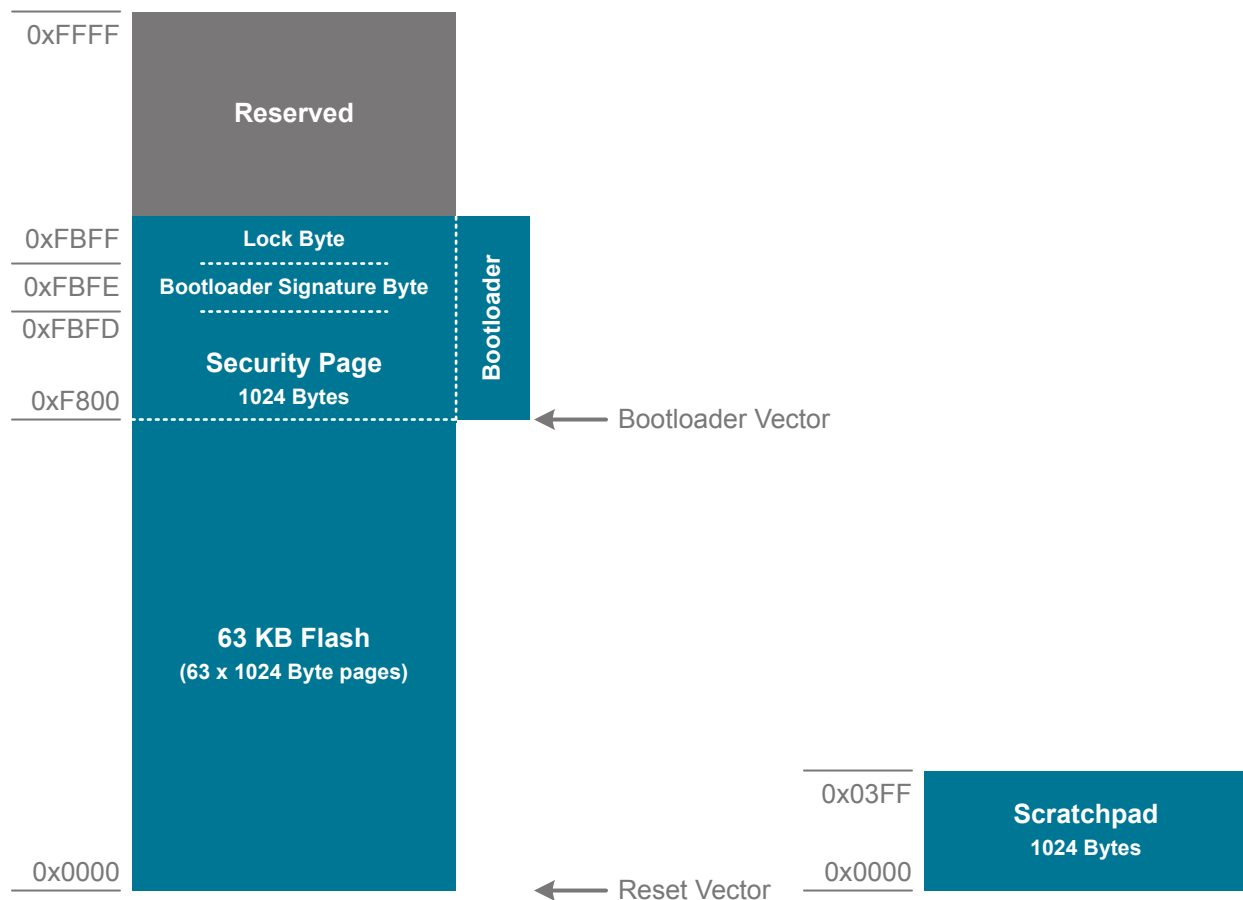 0xFFFF
Reserved
0xFBFF
Lock Byte
0xFBFE
Bootloader Signature Byte
0xFBFD
Security Page
1024 Bytes
0xF800
Bootloader
Bootloader Vector
63 KB Flash
(63 x 1024 Byte pages)
0x03FF
Scratchpad
1024 Bytes
0x0000
Reset Vector
0x0000